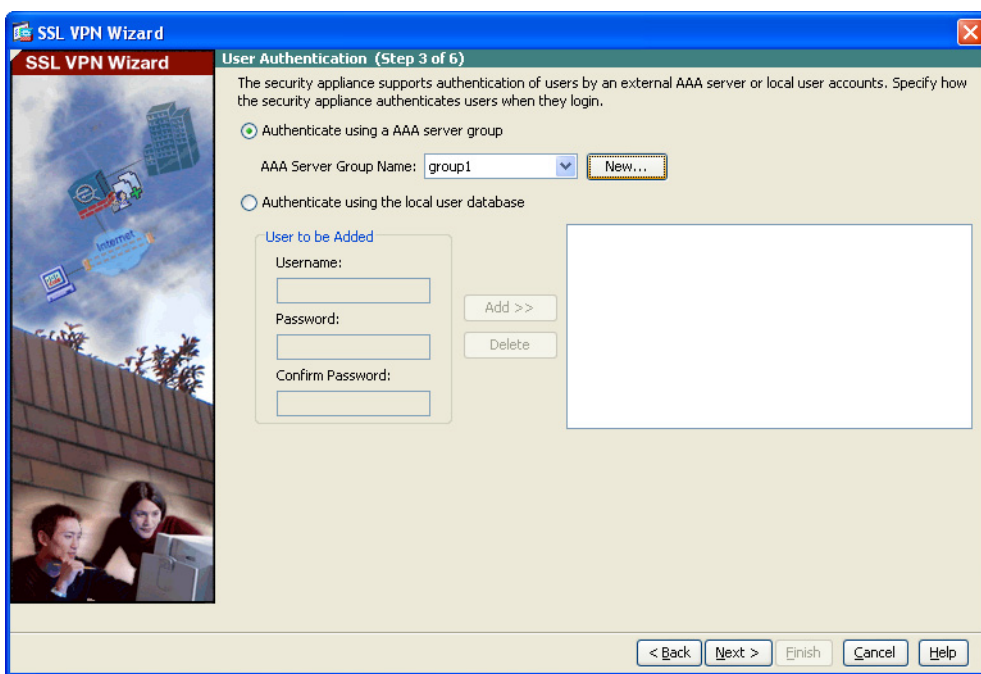 SSL VPN Wizard
SSL VPN Wizard
User Authentication (Step 3 of 6)
The security appliance supports authentication of users by an external AAA server or local user accounts. Specify how
the security appliance authenticates users when they login.
Authenticate using a AAA server group
AAA Server Group Name: group1 New...
Authenticate using the local user database
User to be Added
Username:
Add >>
Password:
Delete
Confirm Password:
Internet
< Back Next > Finish Cancel Help